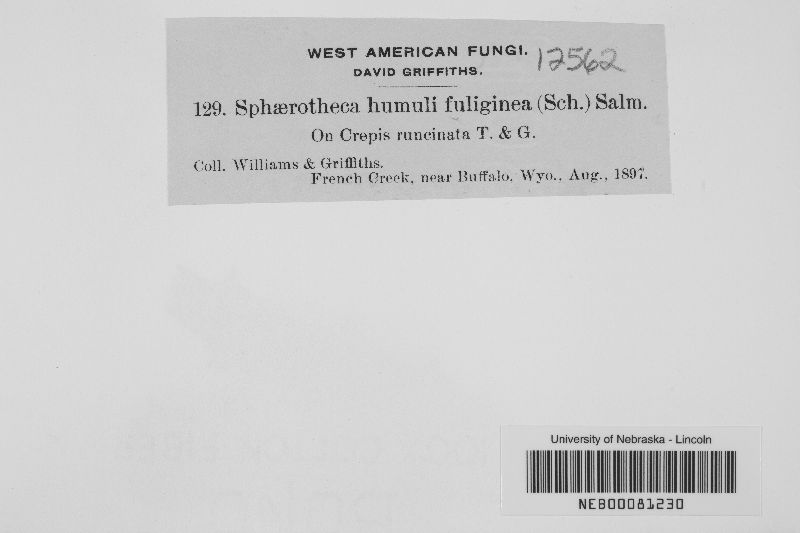 WEST AMERICAN FUNGI. 12562
DAVID GRIFFITHS.
129. Sphærotheca humuli fuliginea (Sch.) Salm.
On Crepis runcinata T. & G.
Coll. Williams & Griffiths.
French Creek, near Buffalo, Wyo., Aug., 1897.
University of Nebraska - Lincoln
NEB00081230